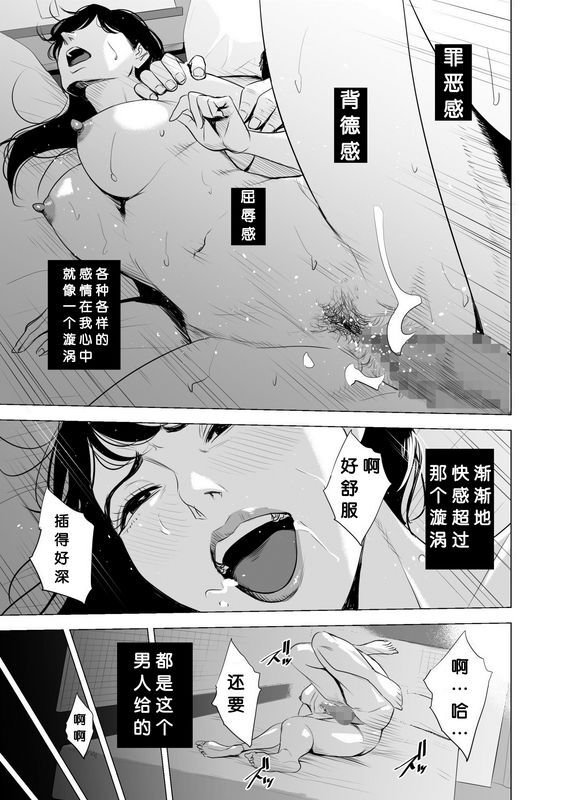 罪恶感
背德感
屈辱感
各种各样的
感情在我心中
就像一个漩涡
渐渐地
快感超过
那个漩涡
啊
好舒服
插得好深
啊…哈…
还要
都是这个
男人给的
啊啊